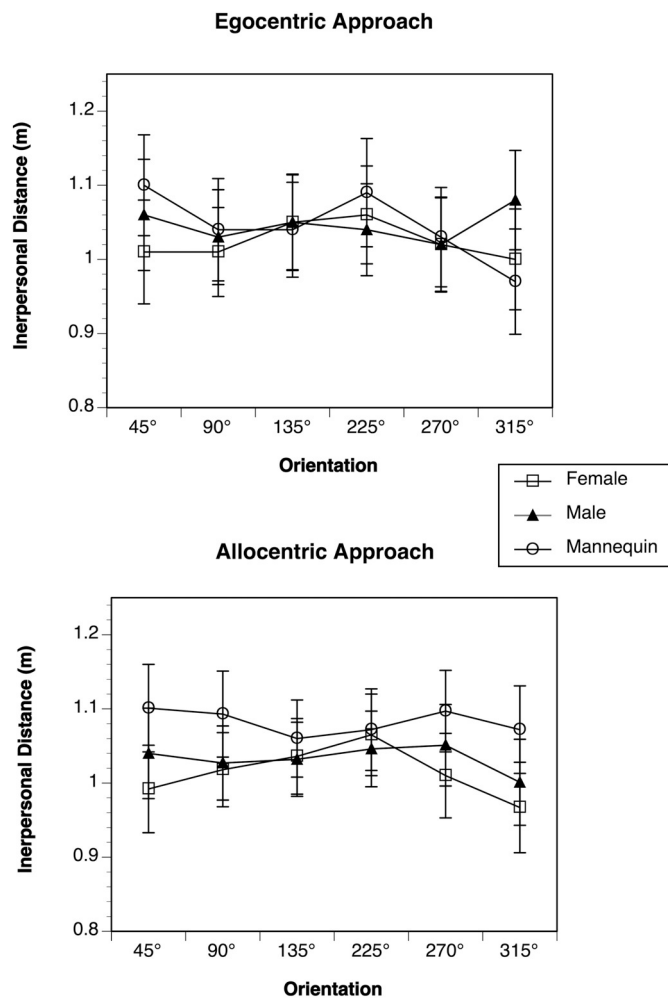 Egocentric Approach
Inerpersonal Distance (m)
1.2
1.1
1
0.9
0.8
45° 90° 135° 225° 270° 315°
Orientation
Female
Male
Mannequin
Allocentric Approach
Inerpersonal Distance (m)
1.2
1.1
1
0.9
0.8
45° 90° 135° 225° 270° 315°
Orientation